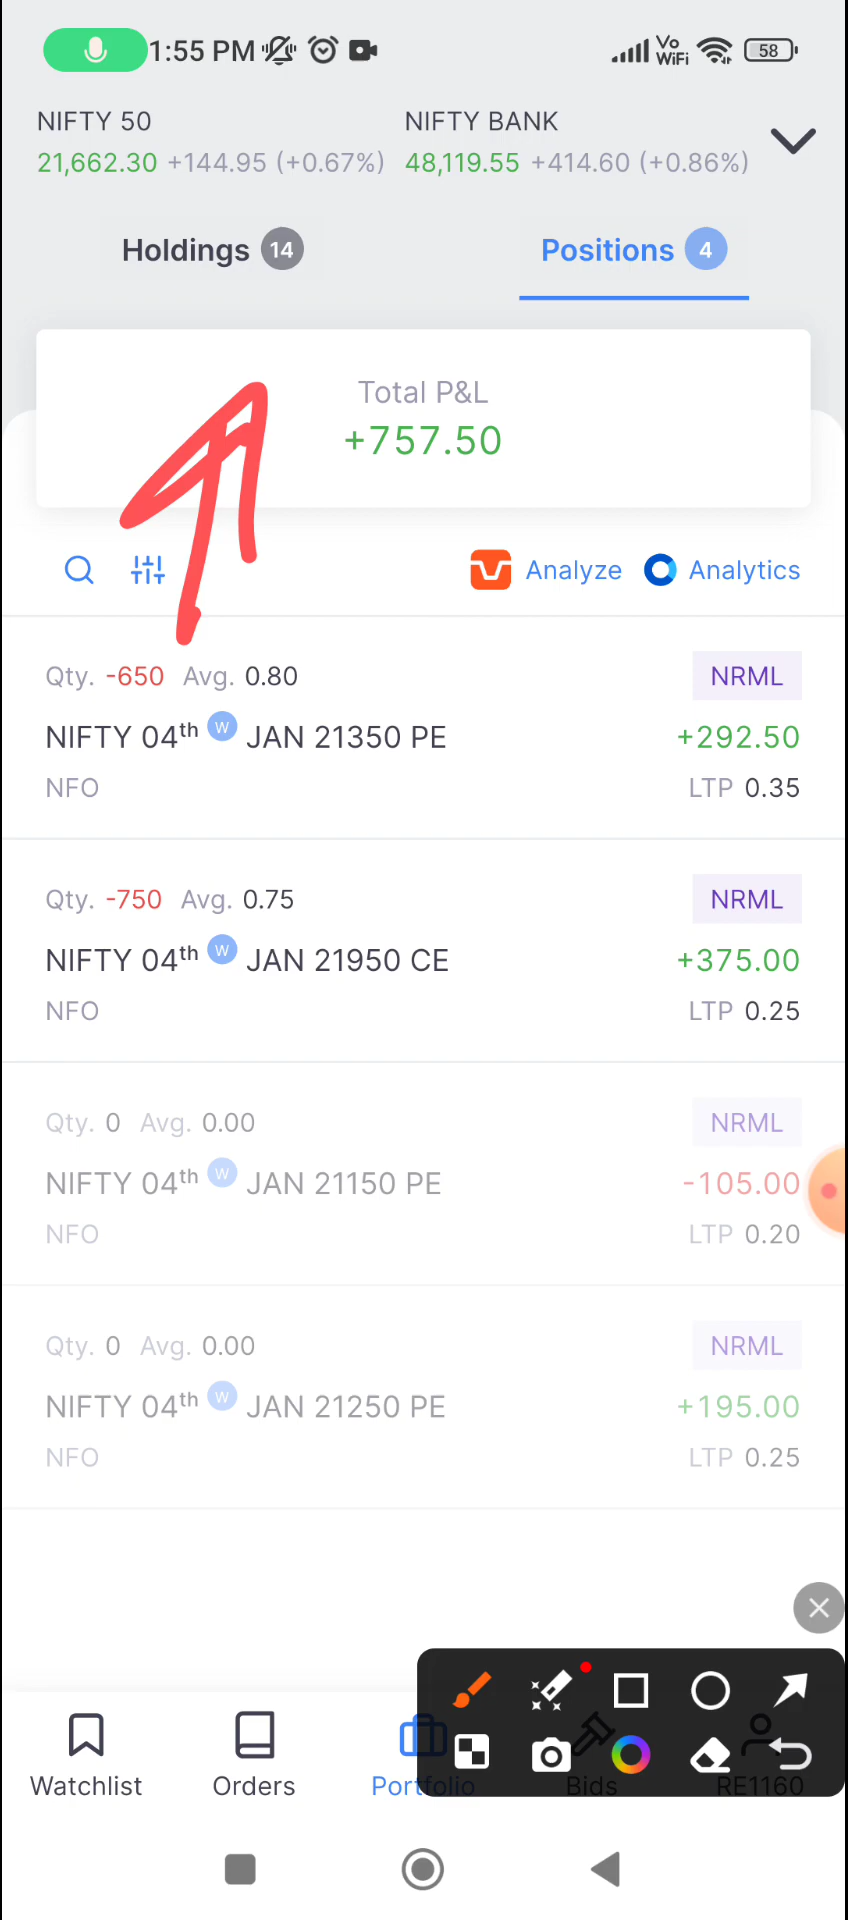 1:55 PM Vo WiFi 58
NIFTY 50 NIFTY BANK
21,662.30 +144.95 (+0.67%) 48,119.55 +414.60 (+0.86%)
Holdings 14 Positions 4
Total P&L
+757.50
Analyze Analytics
Qty. -650 Avg. 0.80 NRML
NIFTY 04th W JAN 21350 PE +292.50
NFO LTP 0.35
Qty. -750 Avg. 0.75 NRML
NIFTY 04th W JAN 21950 CE +375.00
NFO LTP 0.25
Qty. 0 Avg. 0.00 NRML
NIFTY 04th W JAN 21150 PE -105.00
NFO LTP 0.20
Qty. 0 Avg. 0.00 NRML
NIFTY 04th W JAN 21250 PE +195.00
NFO LTP 0.25
Watchlist Orders Portfolio Bids RE1160